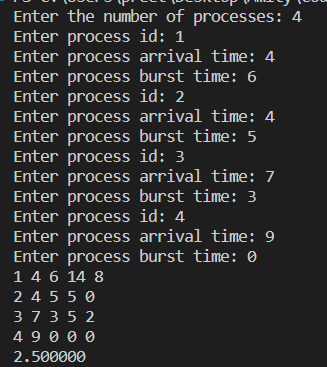 Enter the number of processes: 4
Enter process id: 1
Enter process arrival time: 4
Enter process burst time: 6
Enter process id: 2
Enter process arrival time: 4
Enter process burst time: 5
Enter process id: 3
Enter process arrival time: 7
Enter process burst time: 3
Enter process id: 4
Enter process arrival time: 9
Enter process burst time: 0
1 4 6 14 8
2 4 5 5 0
3 7 3 5 2
4 9 0 0 0
2.500000